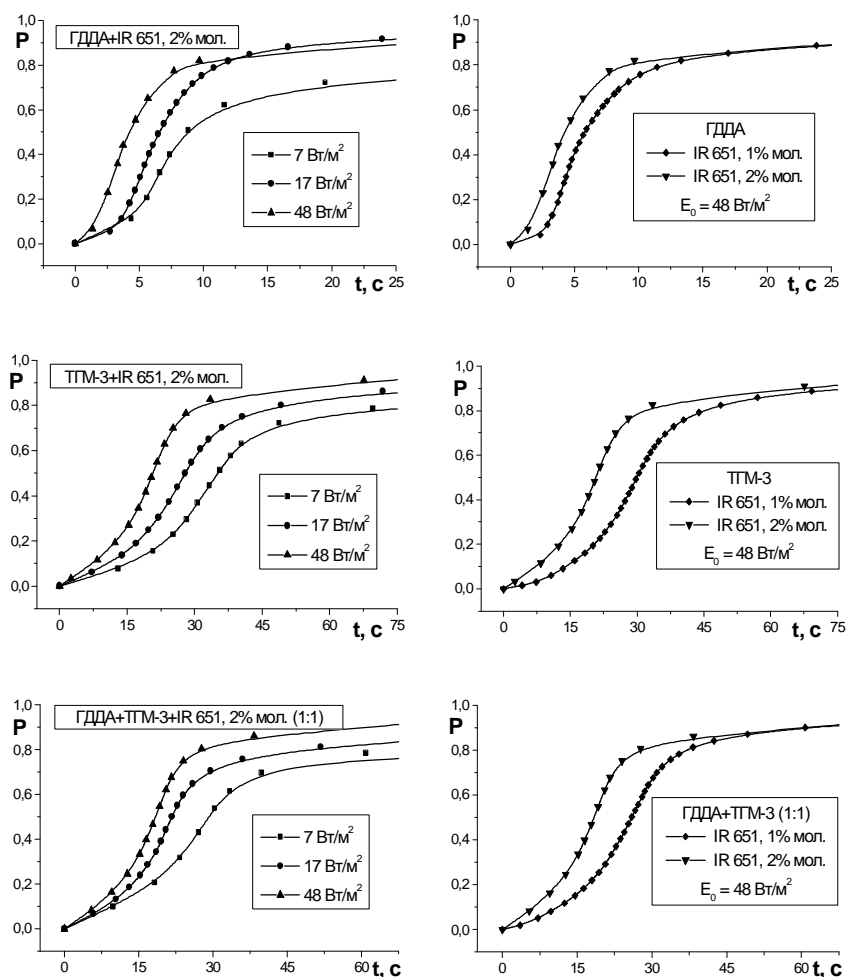 1,0
P
ГДДА+IR 651, 2% мол.
0,8
0,6
0,4
0,2
0,0
7 Вт/м²
17 Вт/м²
48 Вт/м²
0 5 10 15 20 25
t, c
1,0
P
0,8
0,6
0,4
0,2
0,0
ГДДА
IR 651, 1% мол.
IR 651, 2% мол.
E₀ = 48 Вт/м²
0 5 10 15 20 25
t, c
1,0
P
ТГМ-3+IR 651, 2% мол.
0,8
0,6
0,4
0,2
0,0
7 Вт/м²
17 Вт/м²
48 Вт/м²
0 15 30 45 60 75
t, c
1,0
P
0,8
0,6
0,4
0,2
0,0
ТГМ-3
IR 651, 1% мол.
IR 651, 2% мол.
E₀ = 48 Вт/м²
0 15 30 45 60 75
t, c
1,0
P
ГДДА+ТГМ-3+IR 651, 2% мол. (1:1)
0,8
0,6
0,4
0,2
0,0
7 Вт/м²
17 Вт/м²
48 Вт/м²
0 15 30 45 60
t, c
1,0
P
0,8
0,6
0,4
0,2
0,0
ГДДА+ТГМ-3 (1:1)
IR 651, 1% мол.
IR 651, 2% мол.
E₀ = 48 Вт/м²
0 15 30 45 60
t, c